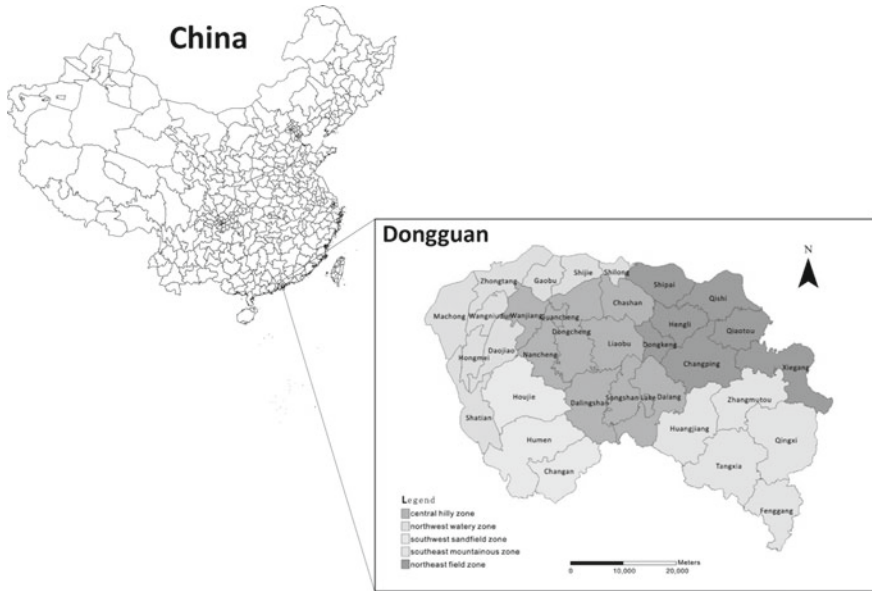 China
Dongguan
N
Zhongtang
Gaobu
Shijie
Shilong
Shipai
Qishi
Machong
Wangniu
Wanjiang
Guancheng
Chashan
Hengli
Qiaotou
Dongcheng
Hongmei
Daojiao
Nancheng
Liaobu
Dongkeng
Changping
Xiegang
Houjie
Dalingshan
Songshan Lake
Dalang
Zhangmutou
Shatian
Huangjiang
Humen
Qingxi
Changan
Tangxia
Fenggang
Legend
central hilly zone
northwest watery zone
southwest sandfield zone
southeast mountainous zone
northeast field zone
Meters
0 10,000 20,000